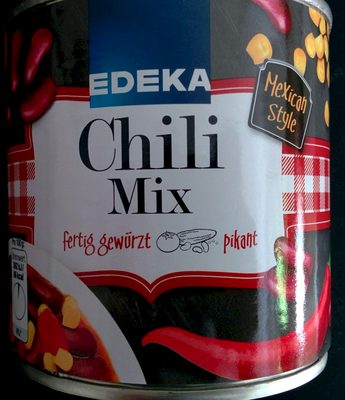 EDEKA
Mexican
Style
Chili
Mix
fertig gewürzt pikant